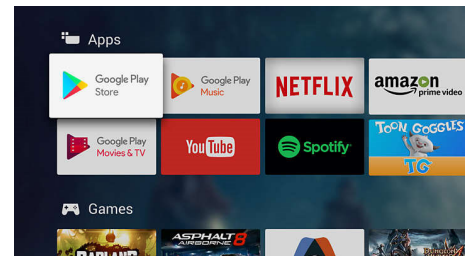 Apps
Google Play
Store
Google Play
Music
NETFLIX
amazon
prime video
Google Play
Movies & TV
YouTube
Spotify
TOON GOGGLES
TG
Games
BADLAND
ASPHALT 8
AIRBORNE